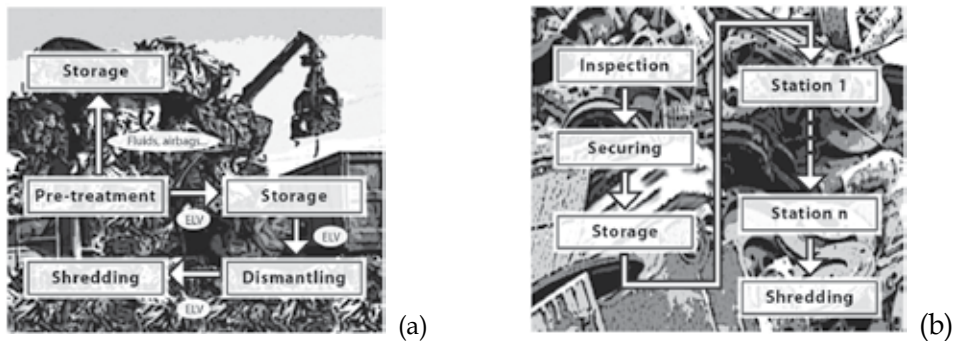 Storage
Fluids, airbags...
Pre-treatment
Storage
ELV
ELV
Shredding
Dismantling
ELV
(a)
Inspection
Securing
Storage
Station 1
Station n
Shredding
(b)